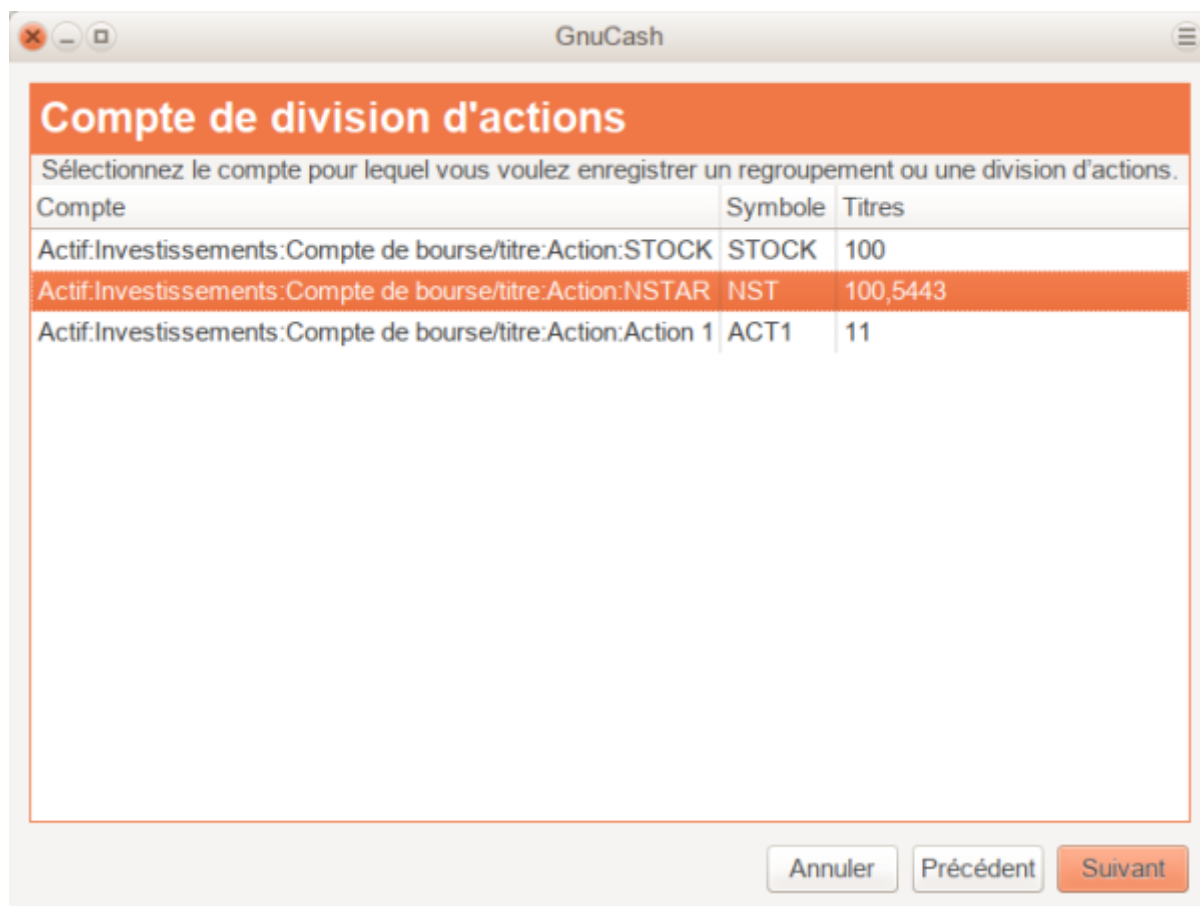 GnuCash
Compte de division d'actions
Sélectionnez le compte pour lequel vous voulez enregistrer un regroupement ou une division d’actions.
Compte Symbole Titres
Actif:Investissements:Compte de bourse/titre:Action:STOCK STOCK 100
Actif:Investissements:Compte de bourse/titre:Action:NSTAR NST 100,5443
Actif:Investissements:Compte de bourse/titre:Action:Action 1 ACT1 11
Annuler Précédent Suivant